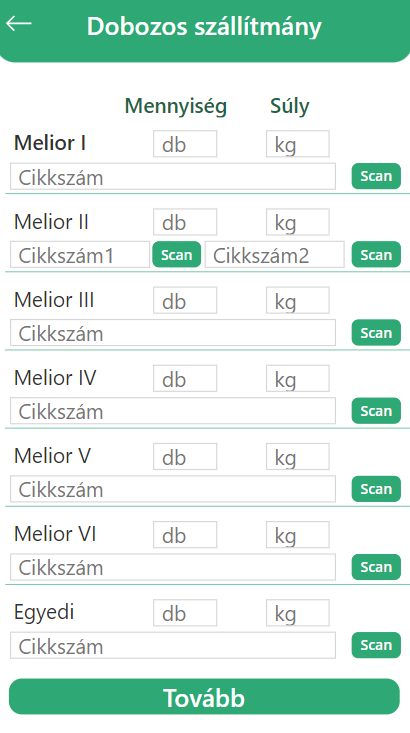 Dobozos szállítmány
Mennyiség Súly
Melior I db kg
Cikkszám Scan
Melior II db kg
Cikkszám1 Scan Cikkszám2 Scan
Melior III db kg
Cikkszám Scan
Melior IV db kg
Cikkszám Scan
Melior V db kg
Cikkszám Scan
Melior VI db kg
Cikkszám Scan
Egyedi db kg
Cikkszám Scan
Tovább